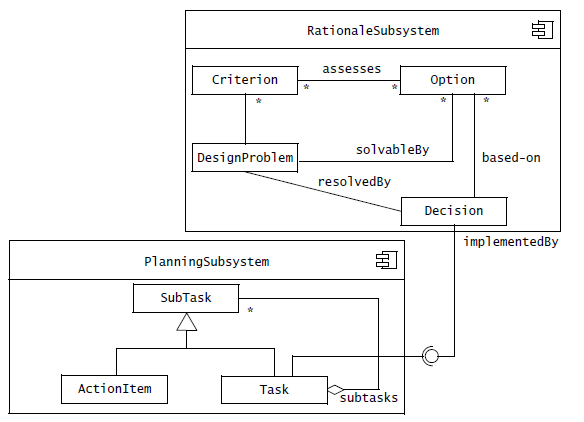 RationaleSubsystem
assesses
Criterion
Option
*
*
*
*
*
solvableBy
DesignProblem
based-on
resolvedBy
Decision
implementedBy
PlanningSubsystem
SubTask
*
ActionItem
Task
subtasks